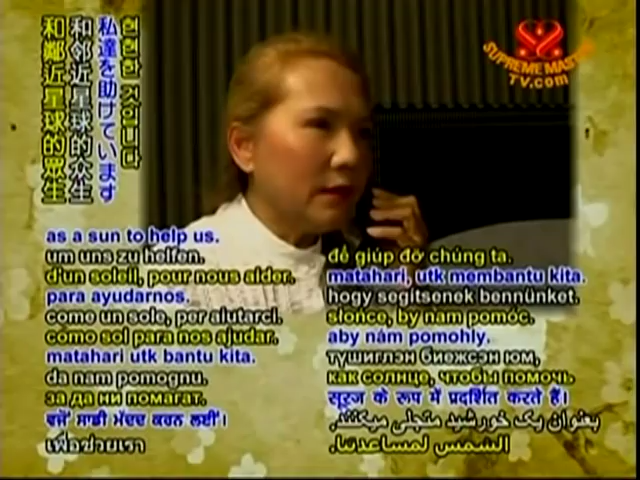 和鄰近星球的眾生
和邻近星球的众生
私達を助けています
현현한 것입니다
SUPREME MASTER
TV.com
as a sun to help us.
um uns zu helfen.
d'un soleil, pour nous aider.
para ayudarnos.
come un sole, per aiutarci.
cómo sol para nos ajudar.
matahari utk bantu kita.
da nam pomognu.
за да ни помагат.
ਵਜੋਂ ਸਾਡੀ ਮੱਦਦ ਕਰਨ ਲਈ।
เพื่อช่วยเรา
để giúp đỡ chúng ta.
matahari, utk membantu kita.
hogy segítsenek bennünket.
słońce, by nam pomóc.
aby nám pomohly.
түшиглэн биежсэн юм,
как солнце, чтобы помочь
सूरज के रूप में प्रदर्शित करते हैं।
بعنوان یک خورشید متجلی میکنند.
الشمس لمساعدتنا.